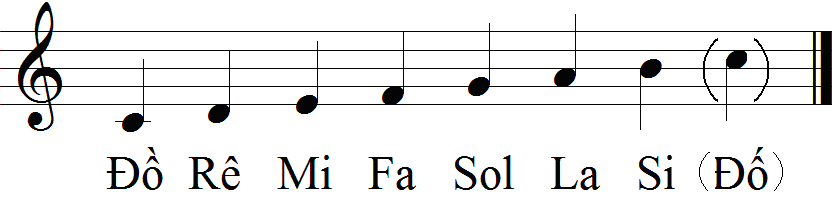 Đồ Rê Mi Fa Sol La Si (Đố)